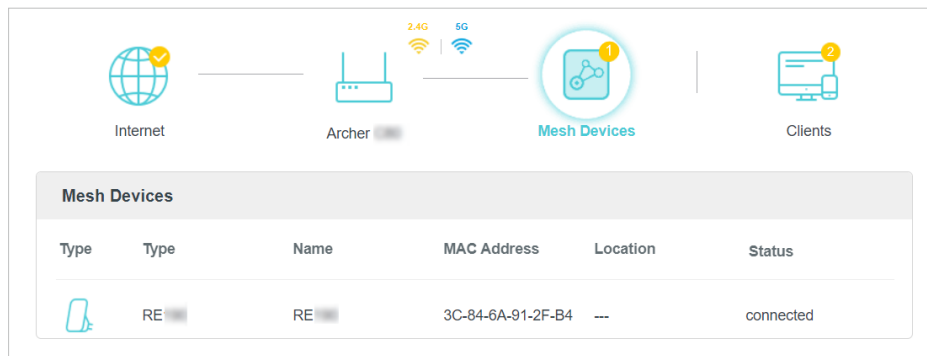 2.4G 5G
1
2
Internet
Archer
Mesh Devices
Clients
Mesh Devices
Type Type Name MAC Address Location Status
RE RE 3C-84-6A-91-2F-B4 --- connected